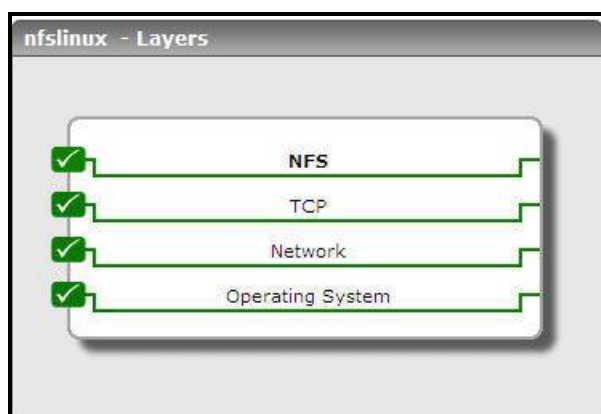 nfslinux - Layers
NFS
TCP
Network
Operating System